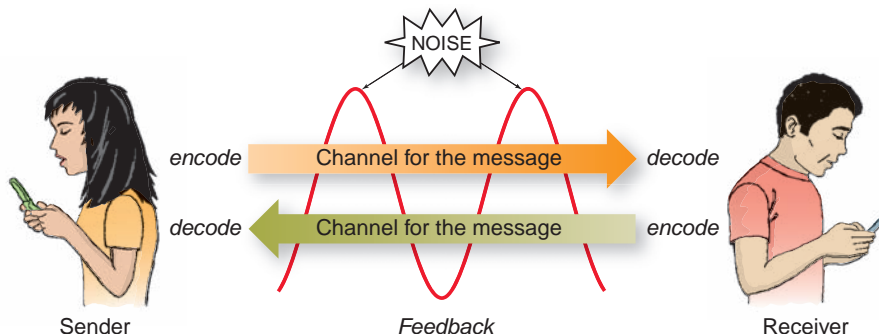 NOISE
encode Channel for the message decode
decode Channel for the message encode
Sender Feedback Receiver